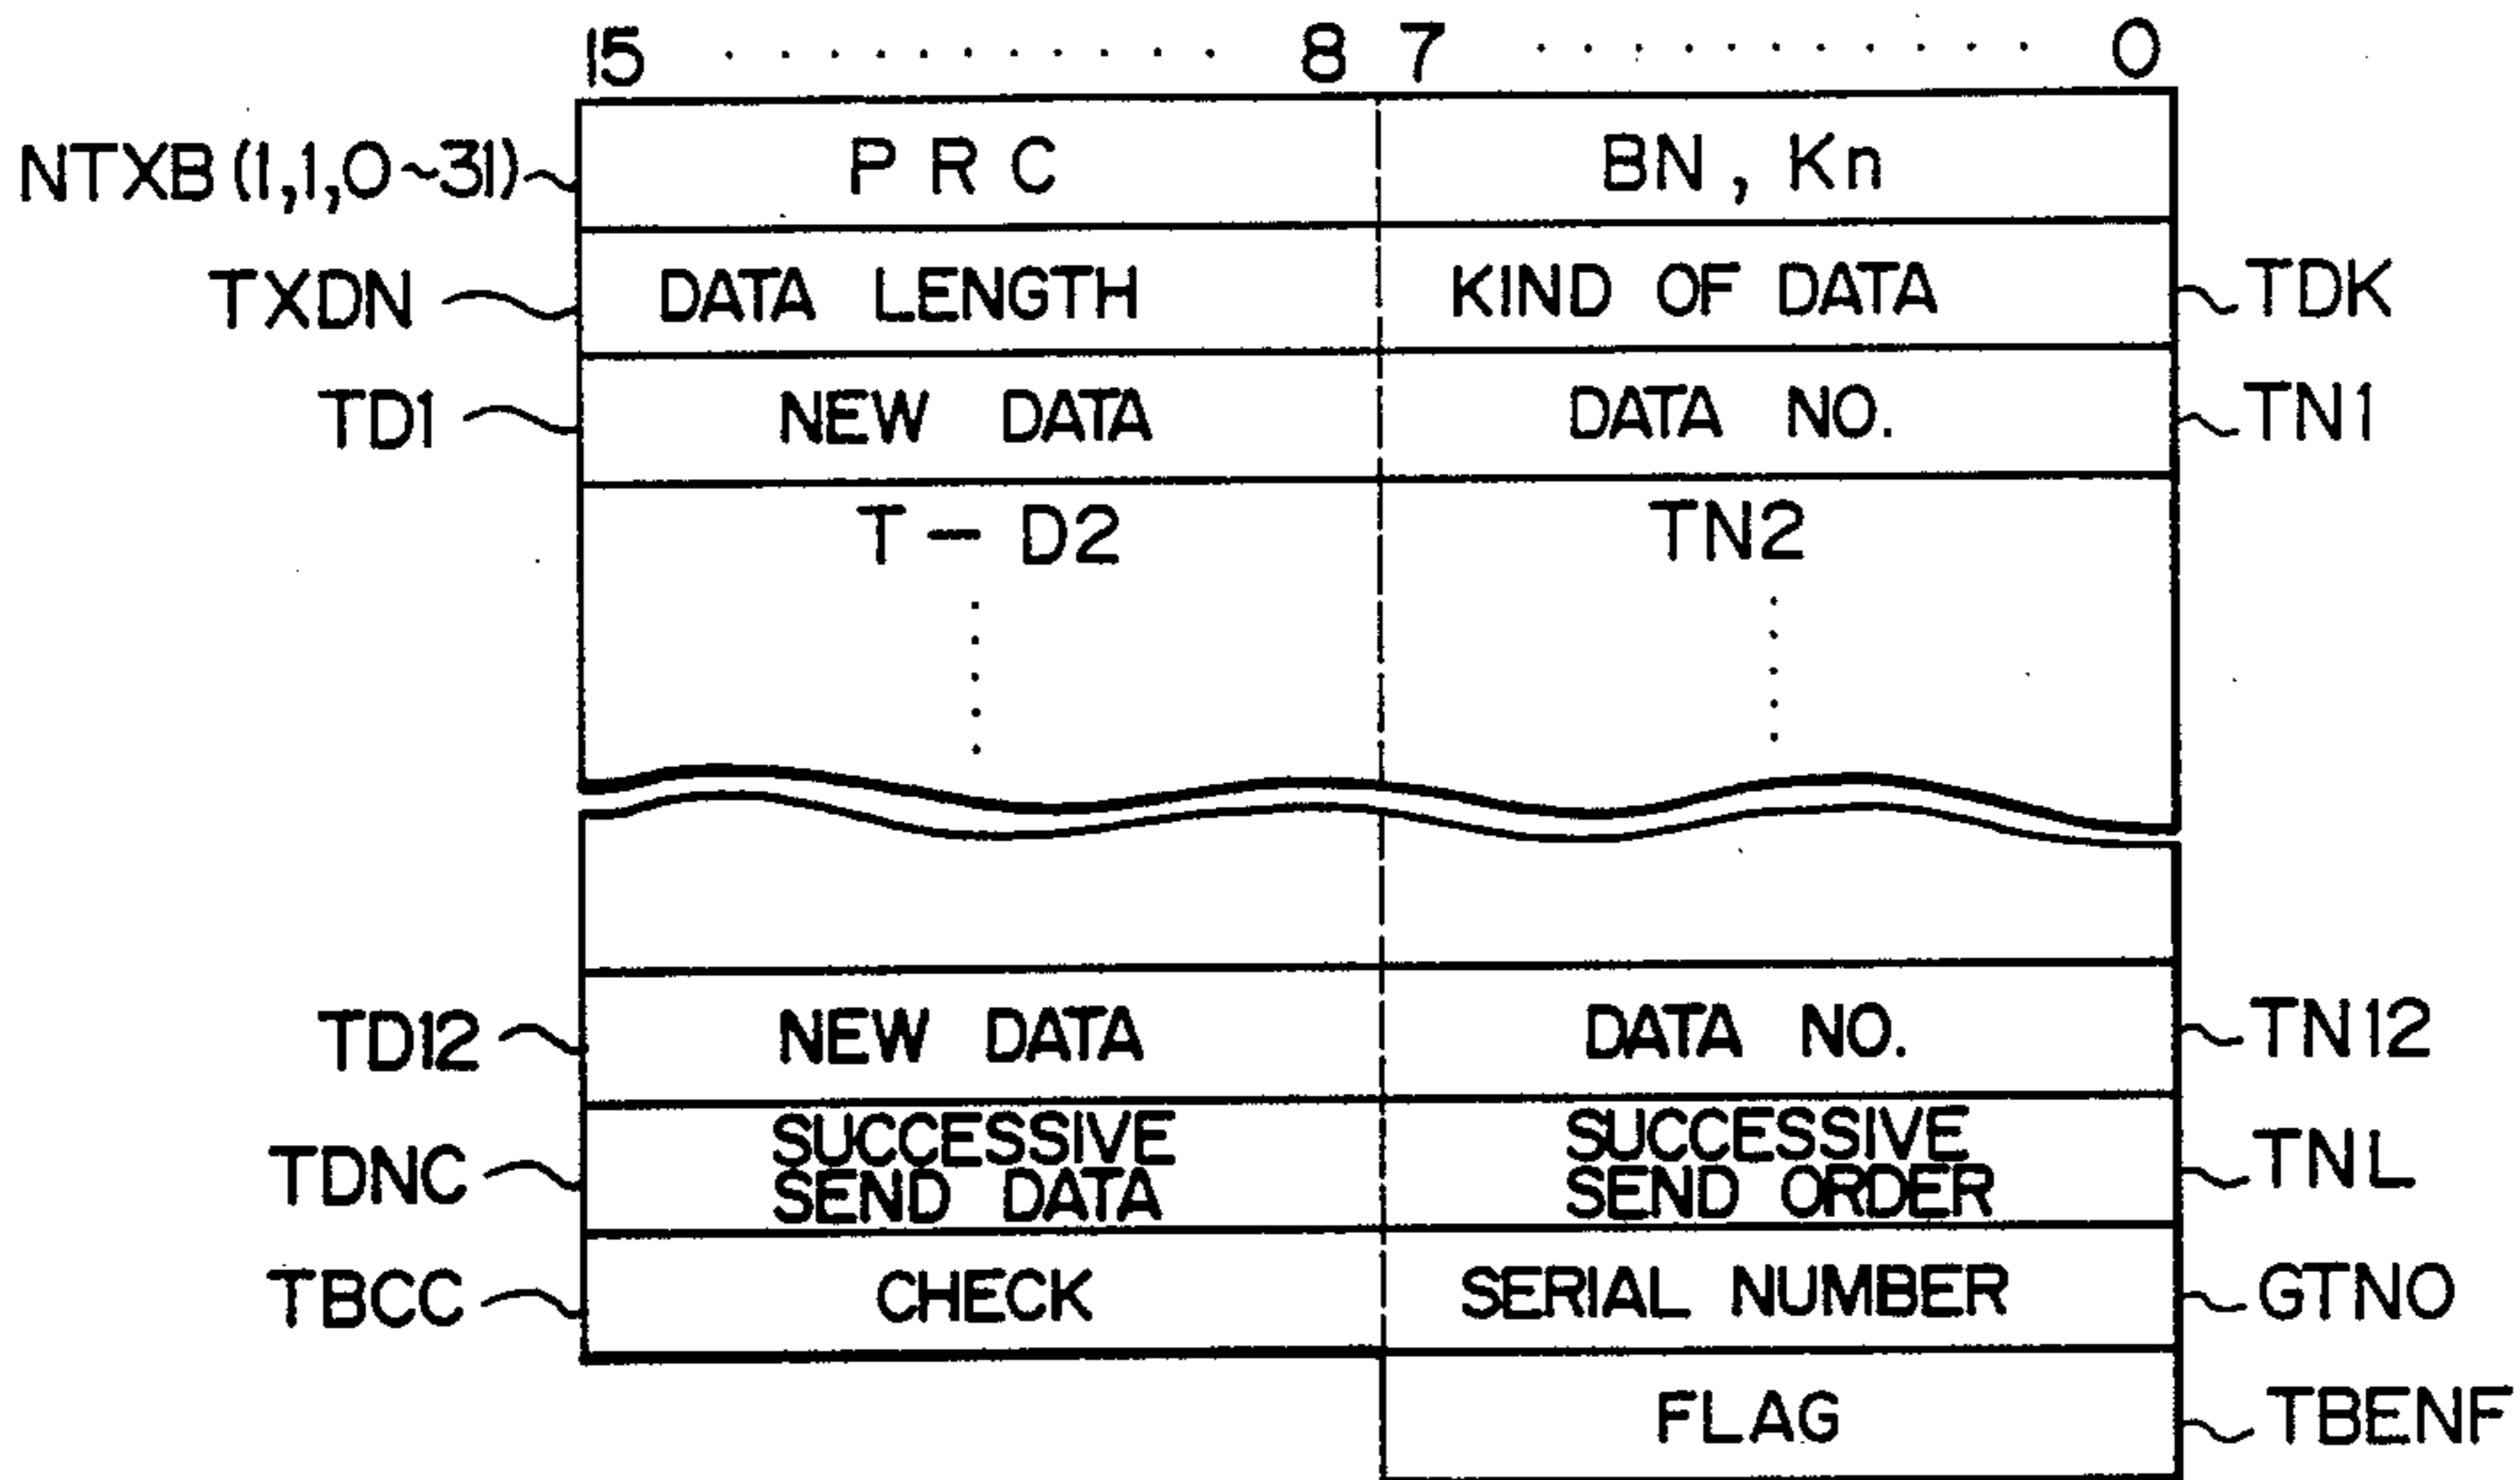 15 . . . . . . . . . . . 8 7 . . . . . . . . . . . 0
NTXB (1,1,0~31) PRC BN, Kn
TXDN DATA LENGTH KIND OF DATA TDK
TD1 NEW DATA DATA NO. TN1
T-D2 TN2
TD12 NEW DATA DATA NO. TN12
TDNC SUCCESSIVE SEND DATA SUCCESSIVE SEND ORDER TNL
TBCC CHECK SERIAL NUMBER GTNO
FLAG TBENF